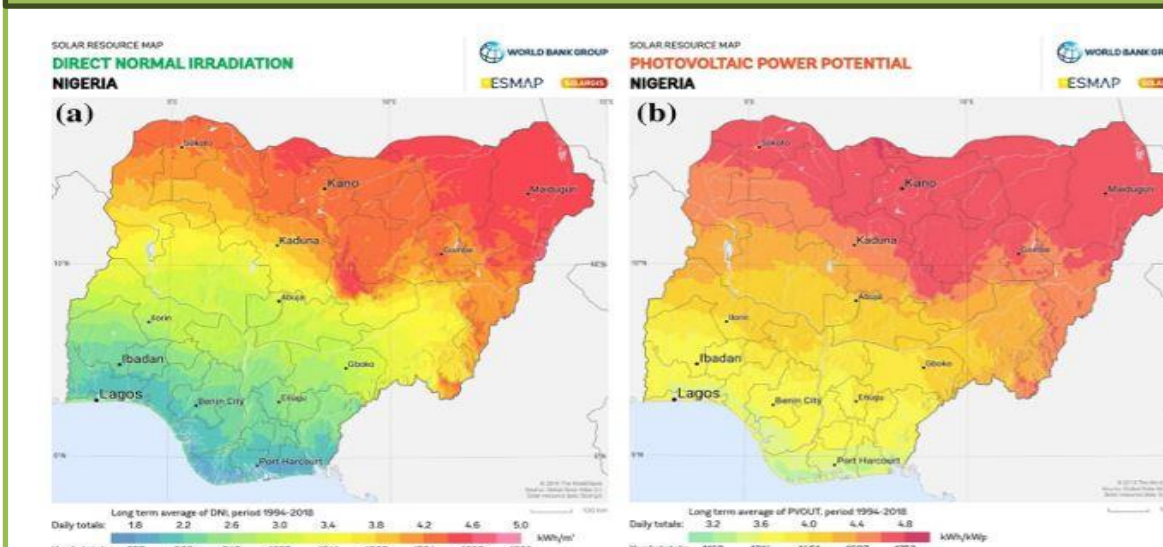 SOLAR RESOURCE MAP
DIRECT NORMAL IRRADIATION
NIGERIA
WORLD BANK GROUP
ESMAP
SOLARGIS
(a)
Sokoto
Kano
Maiduguri
Kaduna
Gombe
Abuja
Ilorin
Ibadan
Gboko
Lagos
Benin City
Enugu
Port Harcourt
Long term average of DNI, period 1994-2018
Daily totals: 1.8 2.2 2.6 3.0 3.4 3.8 4.2 4.6 5.0
kWh/m²
SOLAR RESOURCE MAP
PHOTOVOLTAIC POWER POTENTIAL
NIGERIA
WORLD BANK GR
ESMAP
(b)
Sokoto
Kano
Maiduguri
Kaduna
Gombe
Abuja
Ilorin
Ibadan
Gboko
Lagos
Benin City
Enugu
Port Harcourt
Long term average of PVOUT, period 1994-2018
Daily totals: 3.2 3.6 4.0 4.4 4.8
kWh/kWp